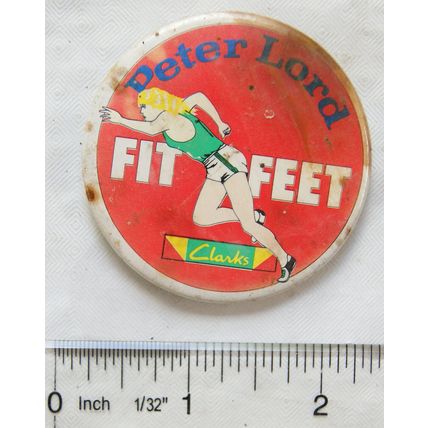 Peter Lord
FIT FEET
Clarks
0 Inch 1/32" 1 2